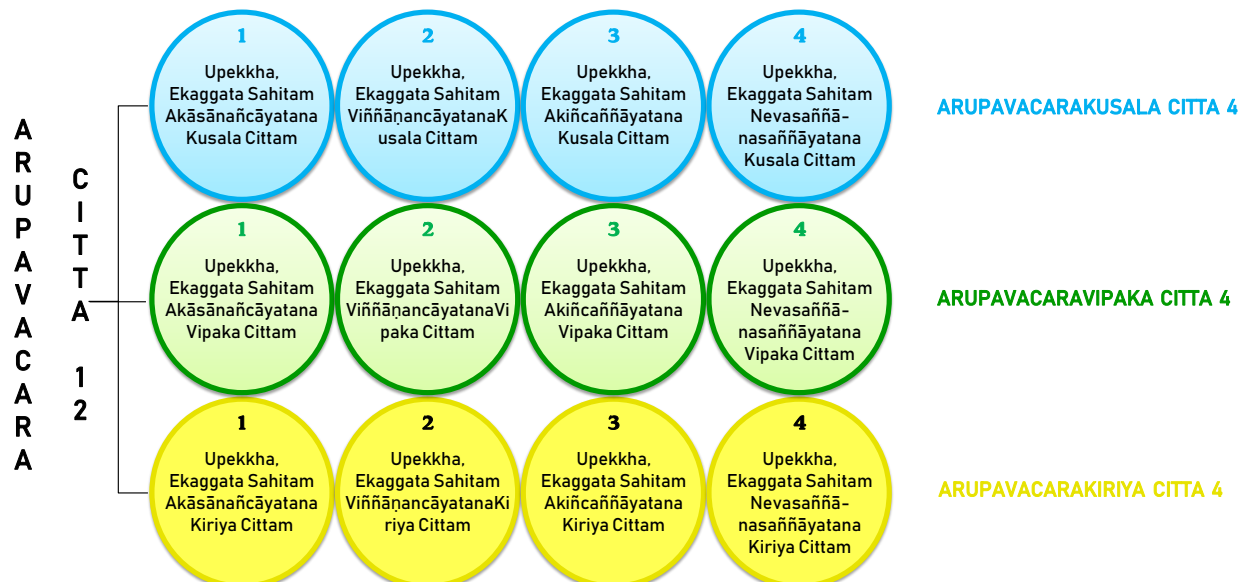 ARUPAVACARA
CITTA 12
1
Upekkha,
Ekaggata Sahitam
Akāsānañcāyatana
Kusala Cittam
2
Upekkha,
Ekaggata Sahitam
ViññāṇancāyatanaK
usala Cittam
3
Upekkha,
Ekaggata Sahitam
Akiñcaññāyatana
Kusala Cittam
4
Upekkha,
Ekaggata Sahitam
Nevasaññā-
nasaññāyatana
Kusala Cittam
ARUPAVACARAKUSALA CITTA 4
1
Upekkha,
Ekaggata Sahitam
Akāsānañcāyatana
Vipaka Cittam
2
Upekkha,
Ekaggata Sahitam
ViññāṇancāyatanaVi
paka Cittam
3
Upekkha,
Ekaggata Sahitam
Akiñcaññāyatana
Vipaka Cittam
4
Upekkha,
Ekaggata Sahitam
Nevasaññā-
nasaññāyatana
Vipaka Cittam
ARUPAVACARAVIPAKA CITTA 4
1
Upekkha,
Ekaggata Sahitam
Akāsānañcāyatana
Kiriya Cittam
2
Upekkha,
Ekaggata Sahitam
ViññāṇancāyatanaKi
riya Cittam
3
Upekkha,
Ekaggata Sahitam
Akiñcaññāyatana
Kiriya Cittam
4
Upekkha,
Ekaggata Sahitam
Nevasaññā-
nasaññāyatana
Kiriya Cittam
ARUPAVACARAKIRIYA CITTA 4